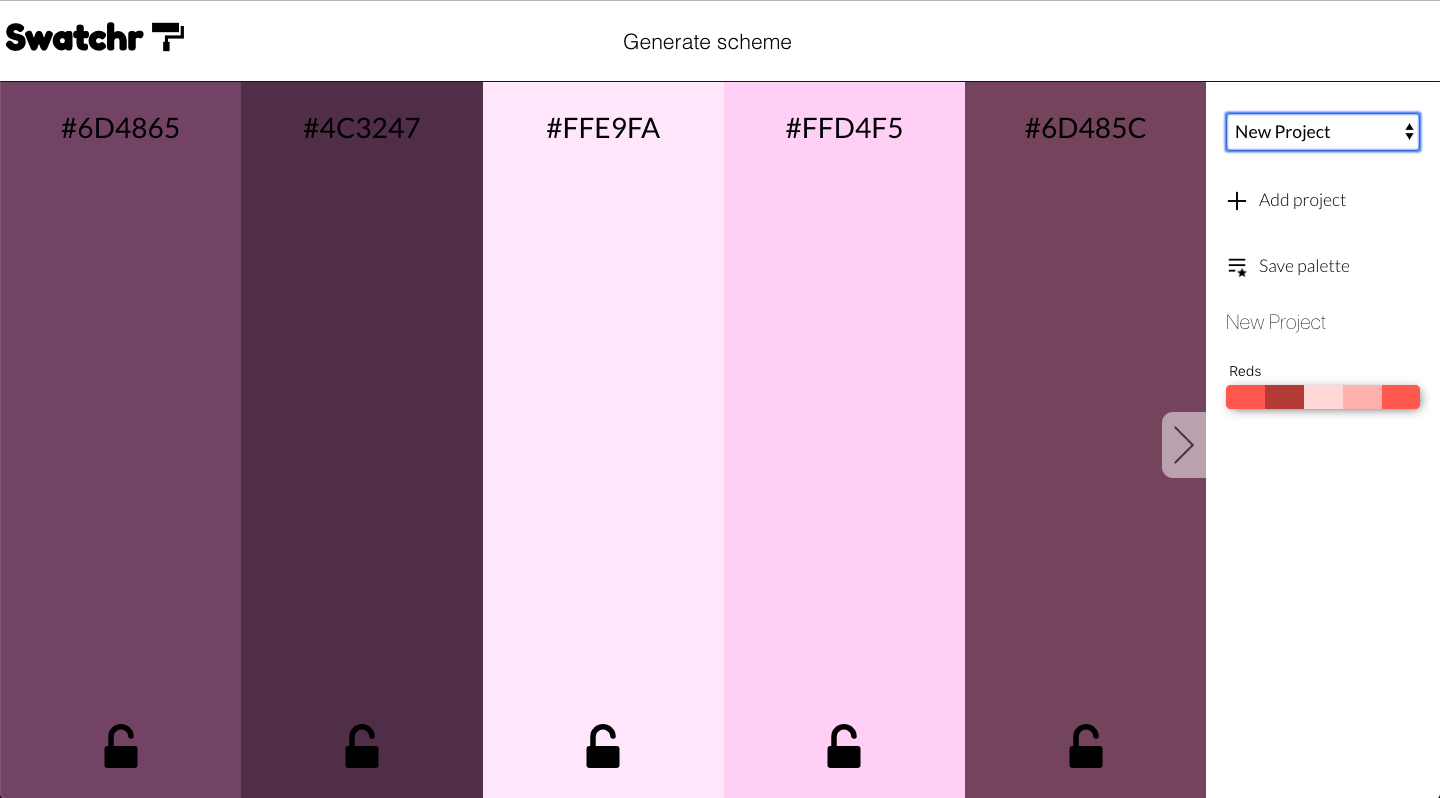 Swatchr
Generate scheme
#6D4865
#4C3247
#FFE9FA
#FFD4F5
#6D485C
New Project
Add project
Save palette
New Project
Reds